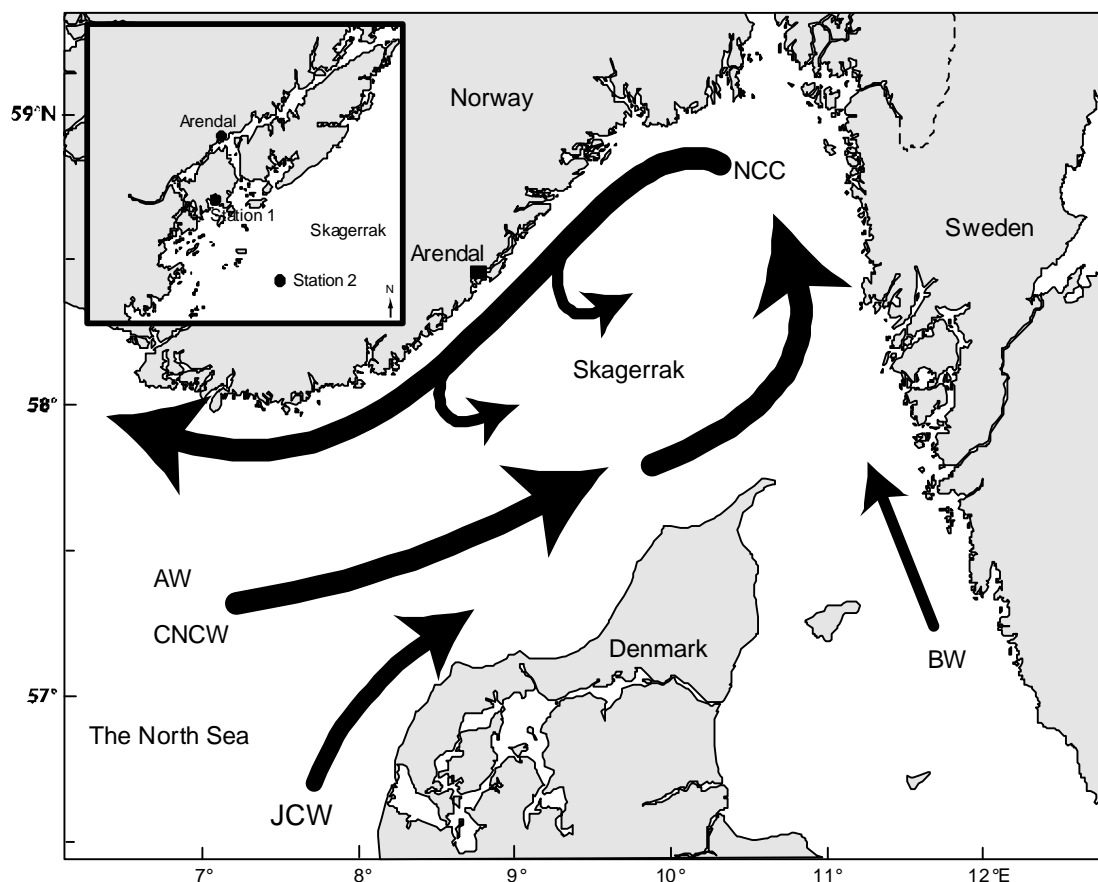 Norway
59°N
Arendal
NCC
Station 1
Skagerrak
Sweden
Arendal
Station 2
N
Skagerrak
58°
AW
CNCW
Denmark
BW
57°
The North Sea
JCW
7°
8°
9°
10°
11°
12°E